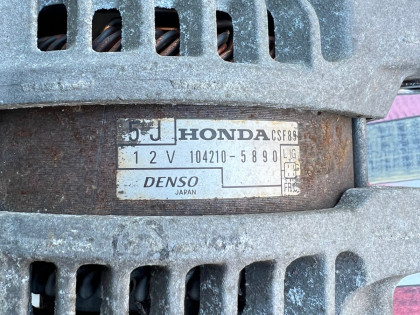 5J HONDA CSF89
12V 104210-5890
DENSO
JAPAN